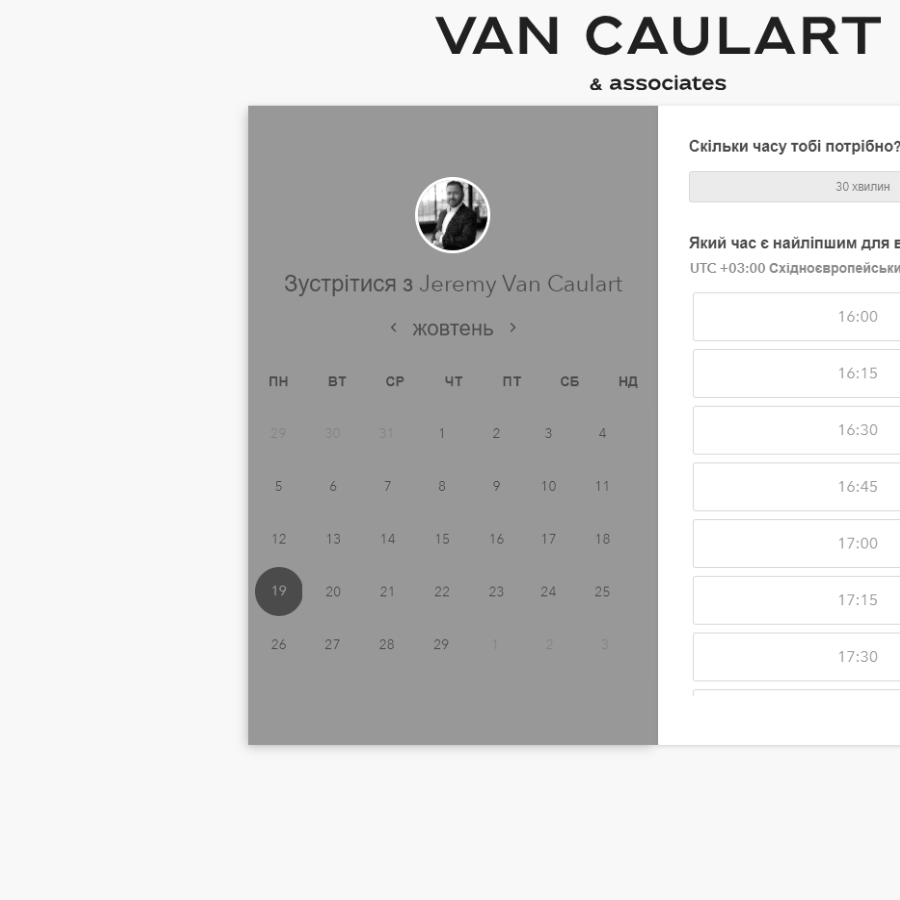 VAN CAULART
& associates
Зустрітися з Jeremy Van Caulart
жовтень
ПН ВТ СР ЧТ ПТ СБ НД
29 30 31 1 2 3 4
5 6 7 8 9 10 11
12 13 14 15 16 17 18
19 20 21 22 23 24 25
26 27 28 29 1 2 3
Скільки часу тобі потрібно?
30 хвилин
Який час є найліпшим для в
UTC +03:00 Східноєвропейськи
16:00
16:15
16:30
16:45
17:00
17:15
17:30